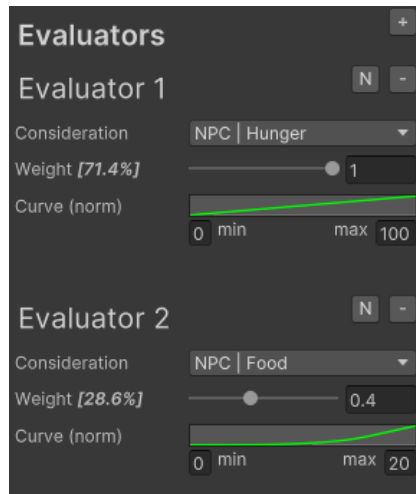 Evaluators +
Evaluator 1 N -
Consideration NPC | Hunger
Weight [71.4%] 1
Curve (norm)
0 min max 100
Evaluator 2 N -
Consideration NPC | Food
Weight [28.6%] 0.4
Curve (norm)
0 min max 20